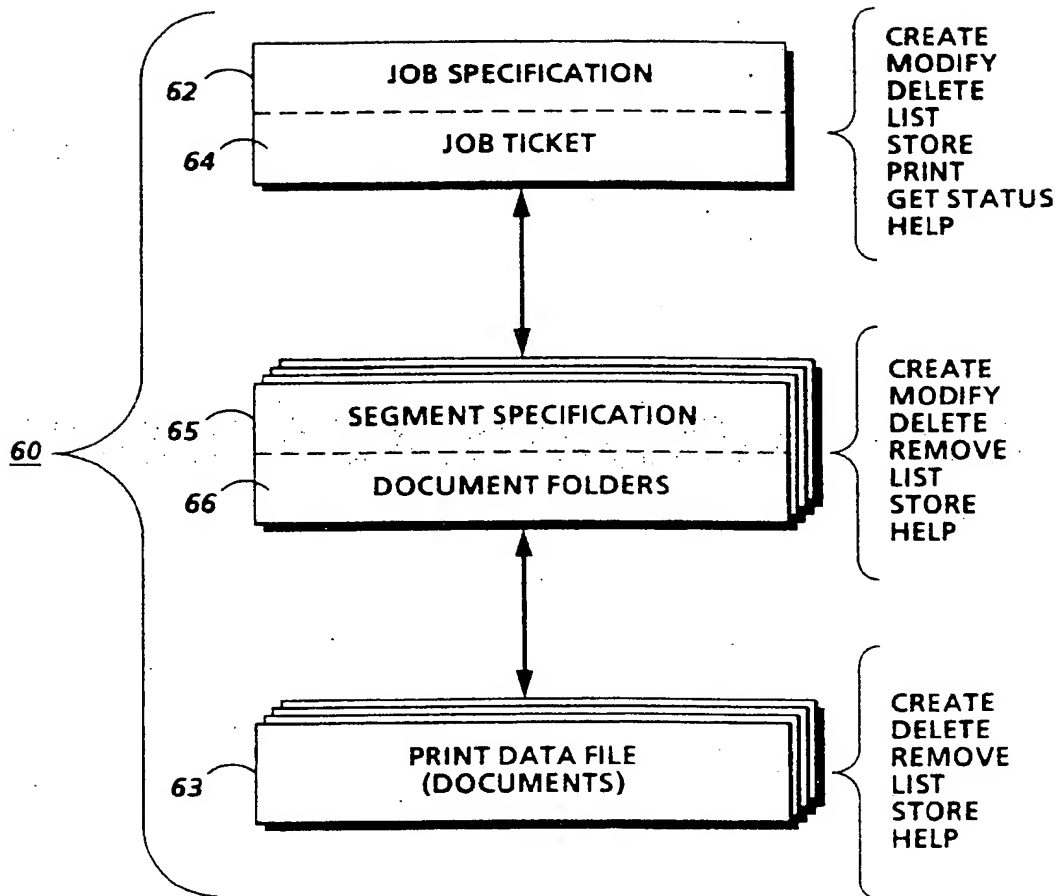 62
JOB SPECIFICATION
64
JOB TICKET
CREATE
MODIFY
DELETE
LIST
STORE
PRINT
GET STATUS
HELP
60
65
SEGMENT SPECIFICATION
66
DOCUMENT FOLDERS
CREATE
MODIFY
DELETE
REMOVE
LIST
STORE
HELP
63
PRINT DATA FILE
(DOCUMENTS)
CREATE
DELETE
REMOVE
LIST
STORE
HELP